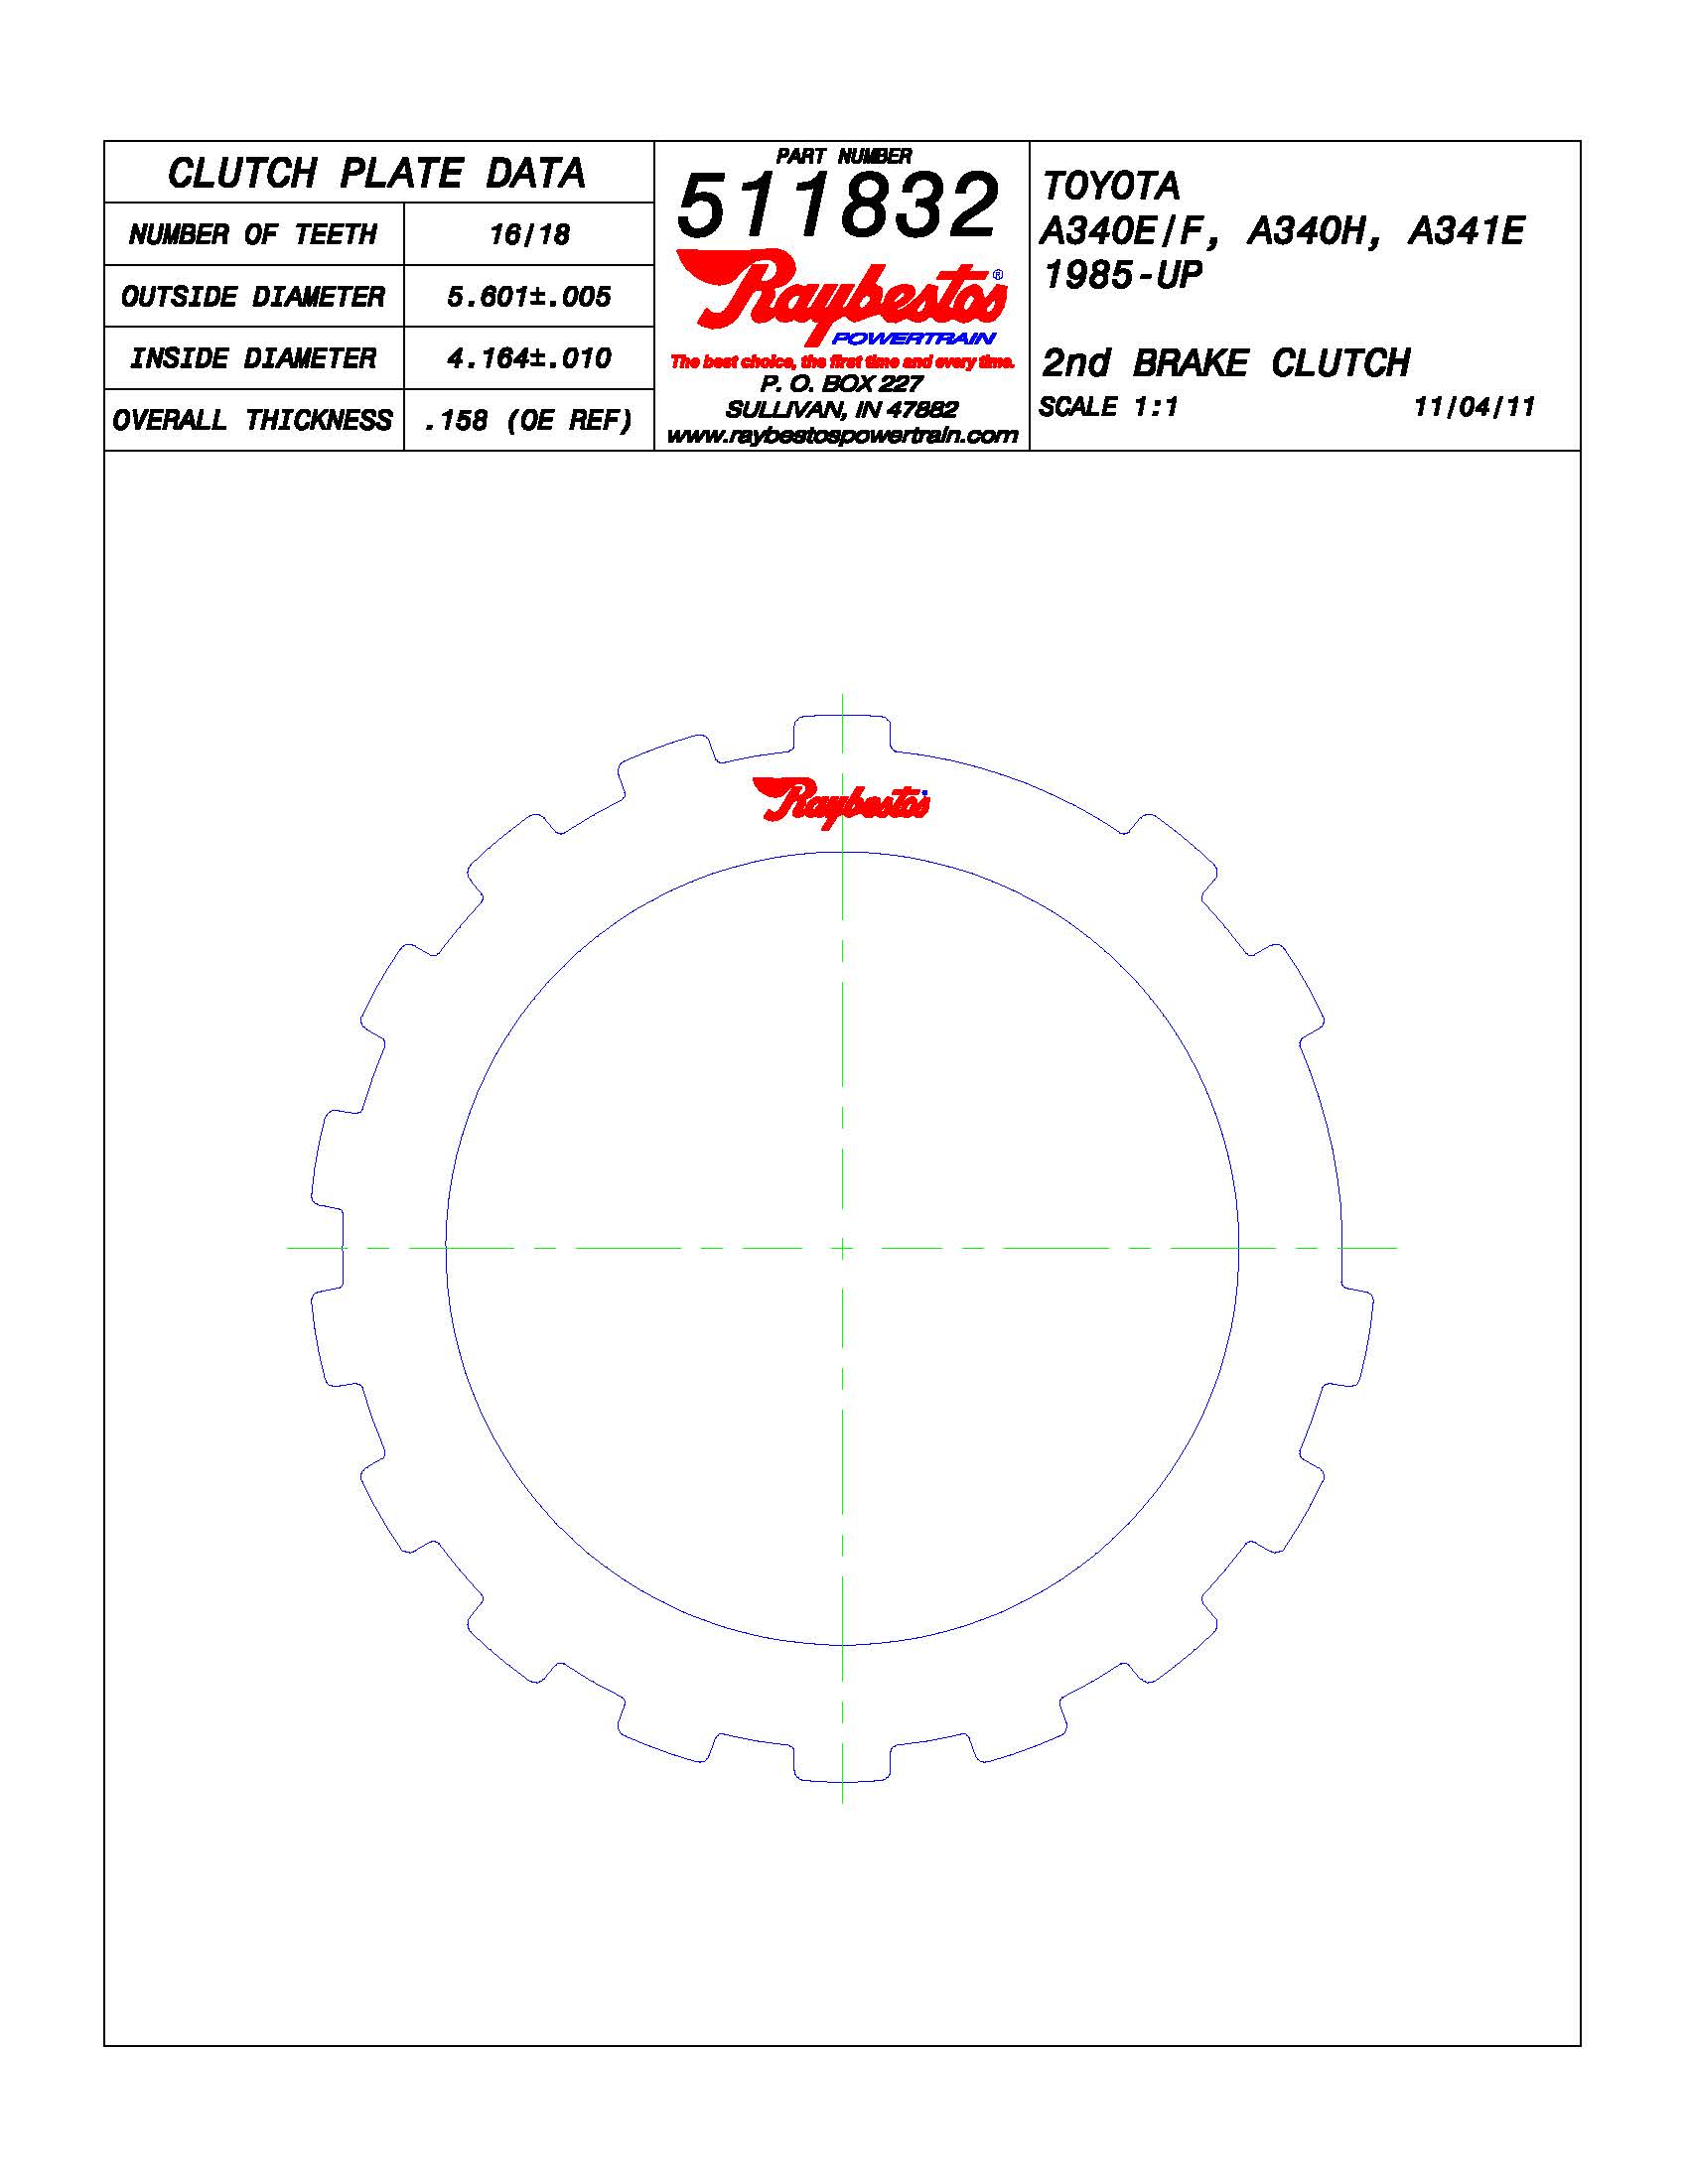 CLUTCH PLATE DATA
NUMBER OF TEETH 16/18
OUTSIDE DIAMETER 5.601±.005
INSIDE DIAMETER 4.164±.010
OVERALL THICKNESS .158 (OE REF)
PART NUMBER
511832
Raybestos®
POWERTRAIN
The best choice, the first time and every time.
P. O. BOX 227
SULLIVAN, IN 47882
www.raybestospowertrain.com
TOYOTA
A340E/F, A340H, A341E
1985-UP
2nd BRAKE CLUTCH
SCALE 1:1 11/04/11
Raybestos